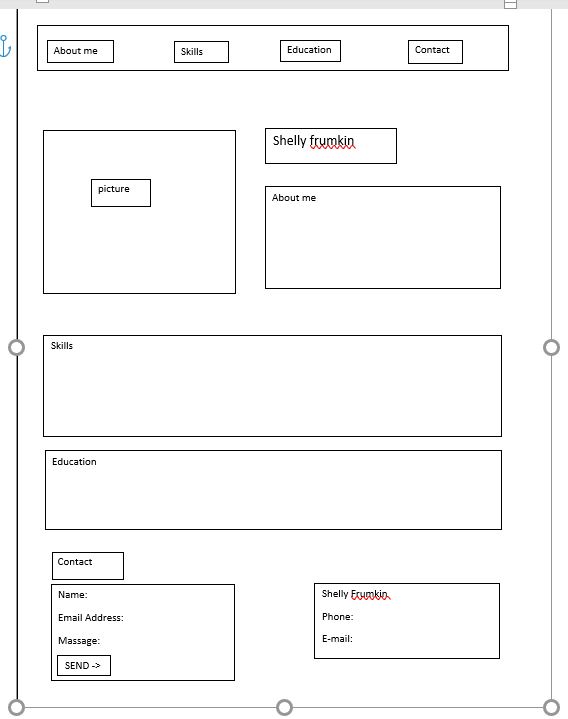 About me
Skills
Education
Contact
picture
Shelly frumkin
About me
Skills
Education
Contact
Name:
Email Address:
Massage:
SEND ->
Shelly Frumkin
Phone:
E-mail: